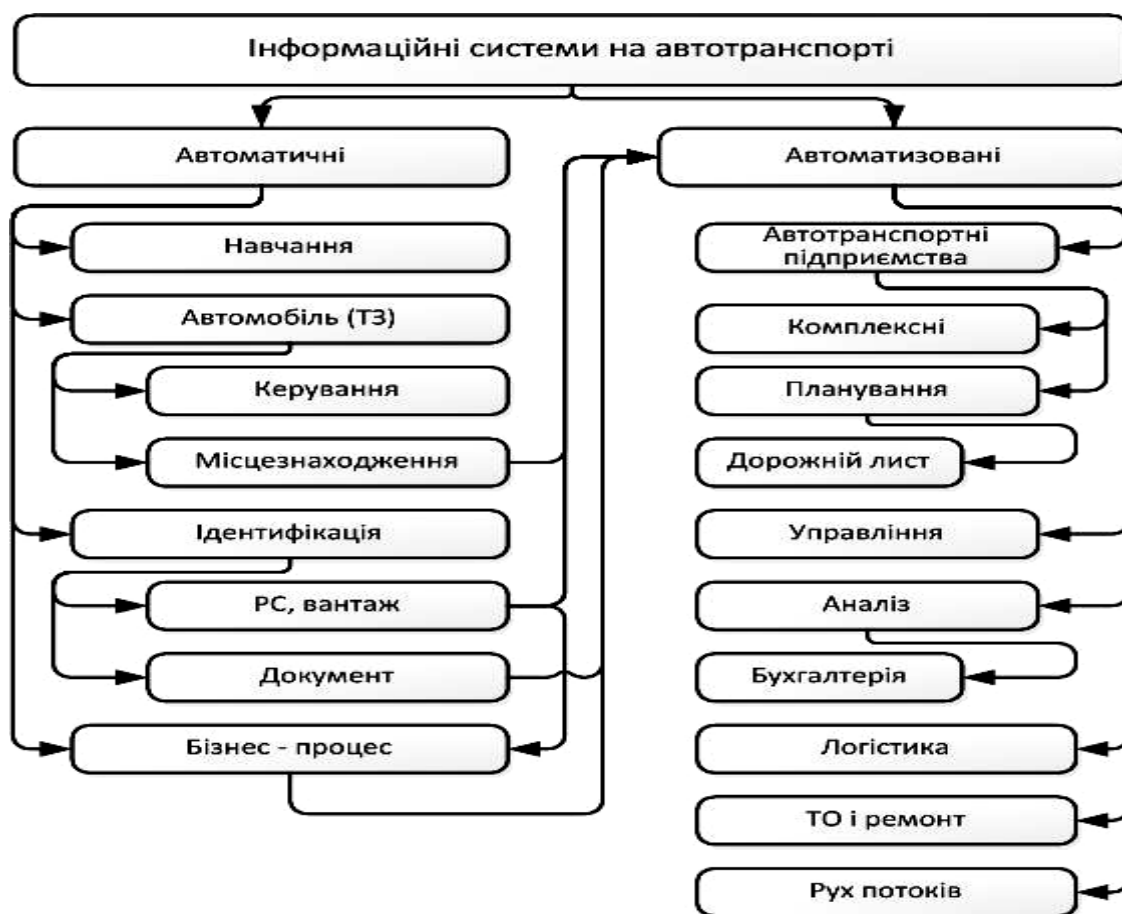 Інформаційні системи на автотранспорті
Автоматичні
Навчання
Автомобіль (ТЗ)
Керування
Місцезнаходження
Ідентифікація
РС, вантаж
Документ
Бізнес - процес
Автоматизовані
Автотранспортні
підприємства
Комплексні
Планування
Дорожній лист
Управління
Аналіз
Бухгалтерія
Логістика
ТО і ремонт
Рух потоків